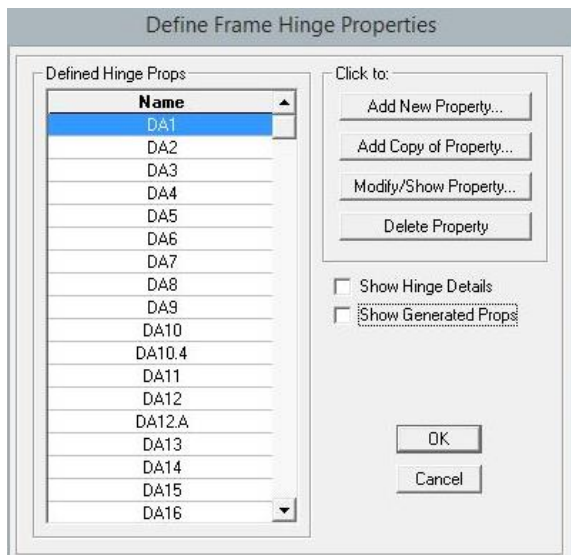 Define Frame Hinge Properties
Defined Hinge Props
Name
DA1
DA2
DA3
DA4
DA5
DA6
DA7
DA8
DA9
DA10
DA10.4
DA11
DA12
DA12.A
DA13
DA14
DA15
DA16
Click to:
Add New Property...
Add Copy of Property...
Modify/Show Property...
Delete Property
Show Hinge Details
Show Generated Props
OK
Cancel